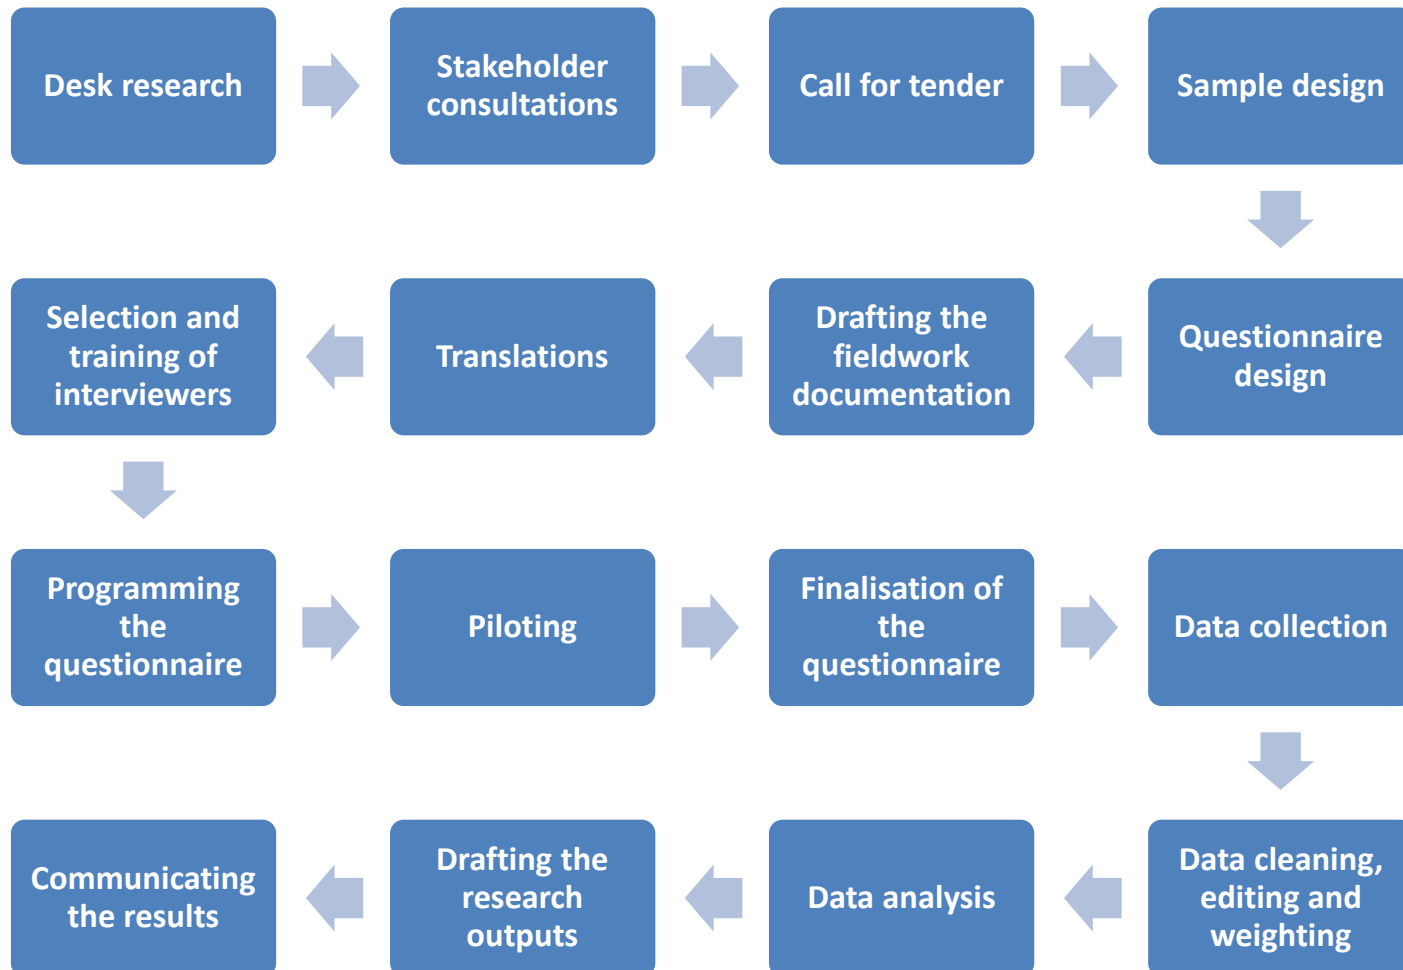 Desk research
Stakeholder
consultations
Call for tender
Sample design
Questionnaire
design
Drafting the
fieldwork
documentation
Translations
Selection and
training of
interviewers
Programming
the
questionnaire
Piloting
Finalisation of
the
questionnaire
Data collection
Data cleaning,
editing and
weighting
Data analysis
Drafting the
research
outputs
Communicating
the results